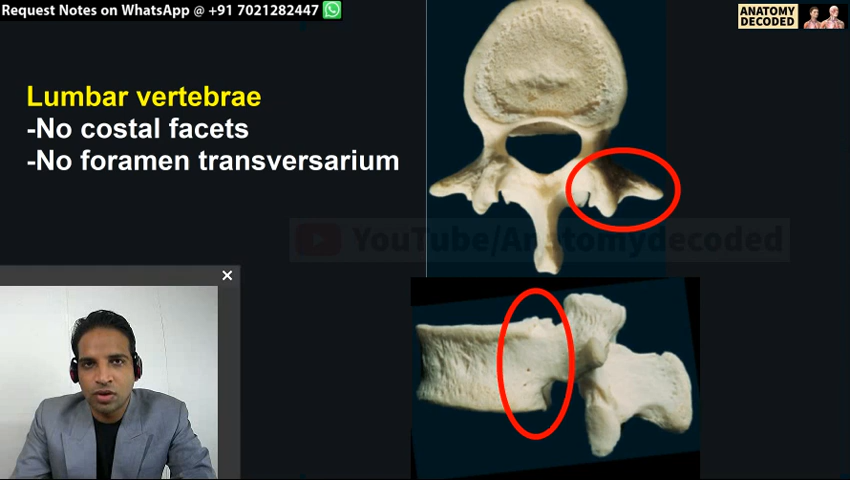 Request Notes on WhatsApp @ +91 7021282447
ANATOMY
DECODED
Lumbar vertebrae
-No costal facets
-No foramen transversarium
YouTube/Anatomydecoded